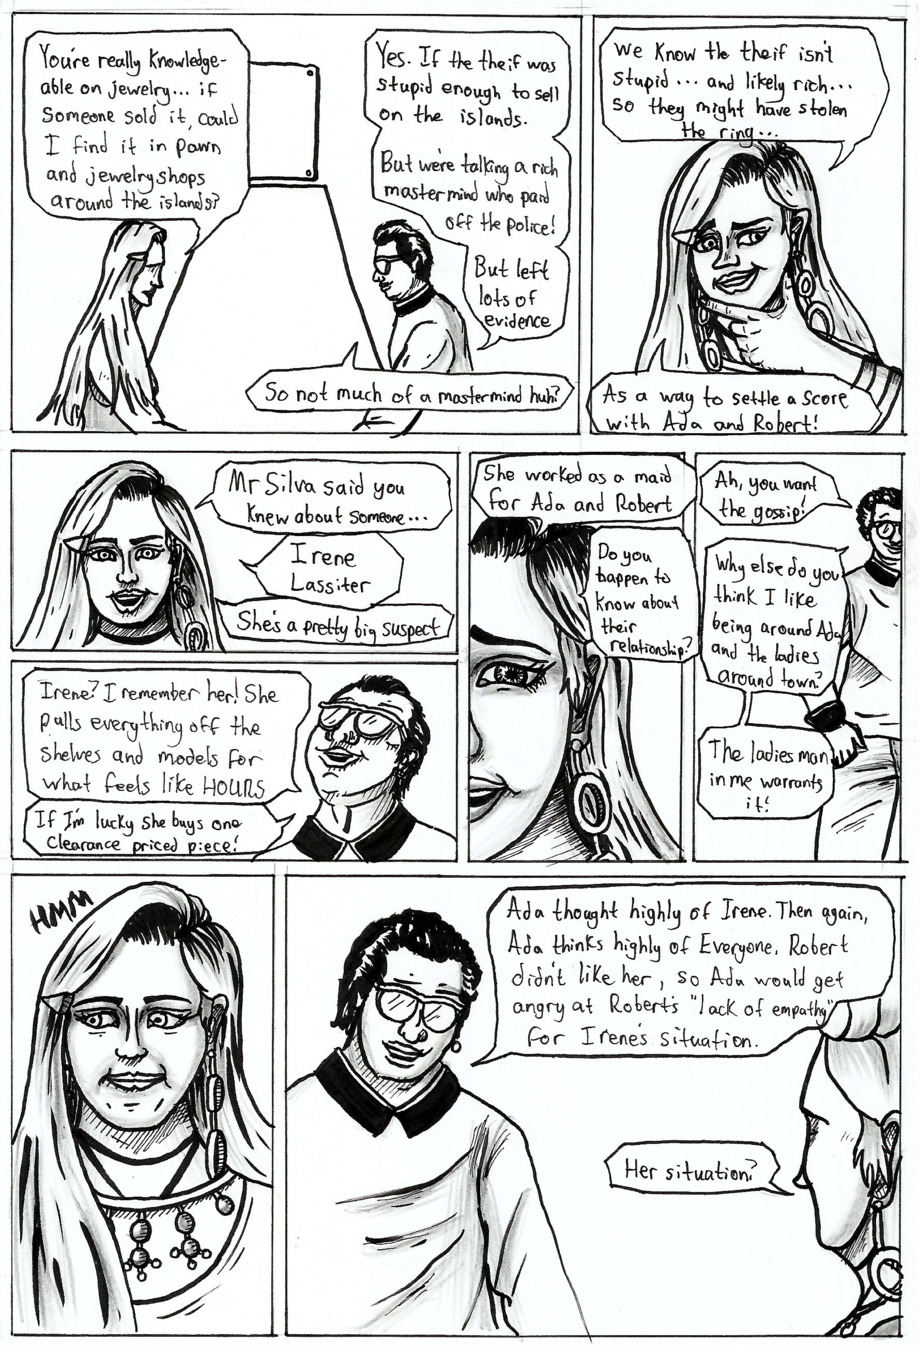 You're really knowledge-
able on jewelry... if
someone sold it, could
I find it in pawn
and jewelryshops
around the islands?
Yes. If the theif was
stupid enough to sell
on the islands.
But we're talking a rich
mastermind who paid
off the police!
But left
lots of
evidence
So not much of a mastermind huh?
We know the theif isn't
stupid... and likely rich...
so they might have stolen
the ring...
As a way to settle a score
with Ada and Robert!
Mr Silva said you
knew about someone...
Irene
Lassiter
She's a pretty big suspect
Irene? I remember her! She
pulls everything off the
shelves and models for
what feels like HOURS
If I'm lucky she buys one
clearance priced piece!
She worked as a maid
for Ada and Robert
Do you
happen to
know about
their
relationship?
Ah, you want
the gossip!
Why else do you
think I like
being around Ada
and the ladies
around town?
The ladies man
in me warrants
it!
HMM
Ada thought highly of Irene. Then again,
Ada thinks highly of Everyone. Robert
didn't like her, so Ada would get
angry at Robert's "lack of empathy"
for Irene's situation.
Her situation?